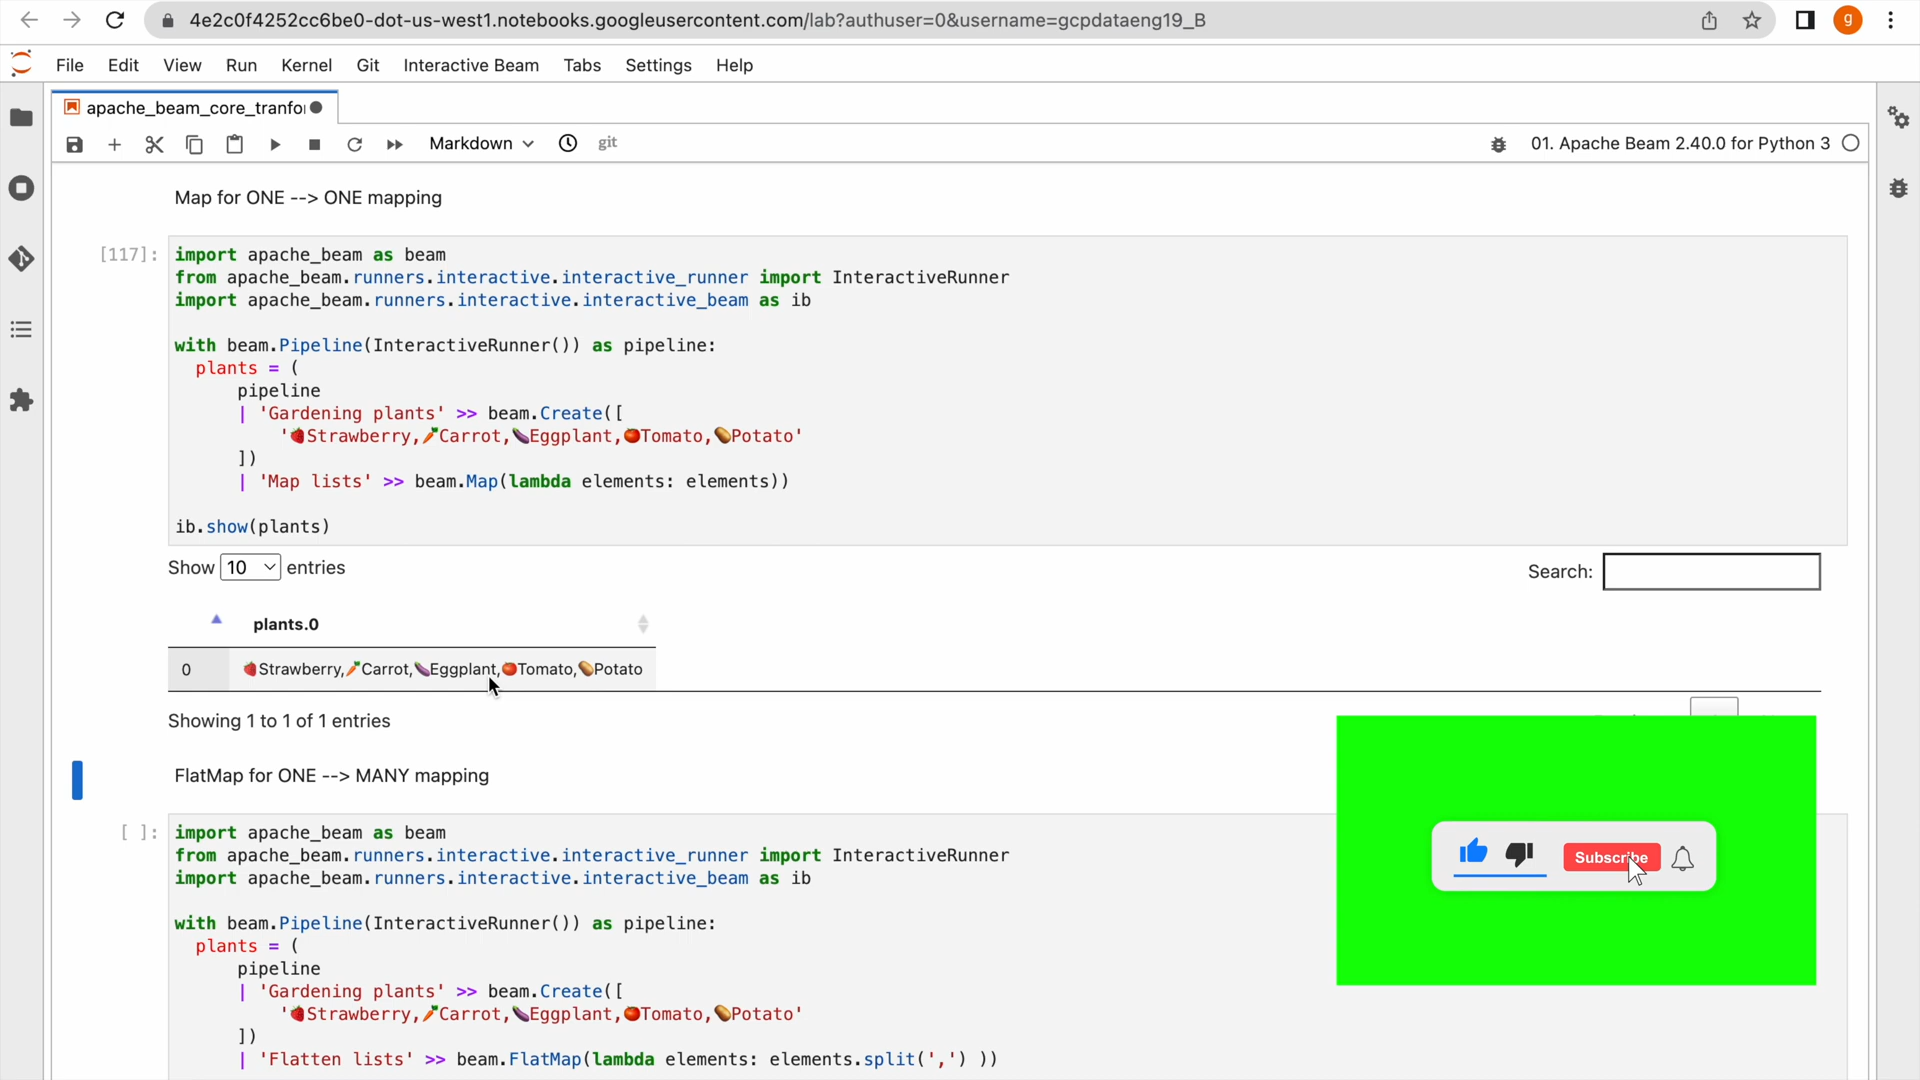 4e2c0f4252cc6be0-dot-us-west1.notebooks.googleusercontent.com/lab?authuser=0&username=gcpdataeng19_B
g
File Edit View Run Kernel Git Interactive Beam Tabs Settings Help
apache_beam_core_tranfo
Markdown git 01. Apache Beam 2.40.0 for Python 3
Map for ONE --> ONE mapping
[117]: import apache_beam as beam
from apache_beam.runners.interactive.interactive_runner import InteractiveRunner
import apache_beam.runners.interactive.interactive_beam as ib
with beam.Pipeline(InteractiveRunner()) as pipeline:
plants = (
pipeline
| 'Gardening plants' >> beam.Create([
'🍓Strawberry,🥕Carrot,🍆Eggplant,🍅Tomato,🥔Potato'
])
| 'Map lists' >> beam.Map(lambda elements: elements))
ib.show(plants)
Show 10 entries Search:
plants.0
0 🍓Strawberry,🥕Carrot,🍆Eggplant,🍅Tomato,🥔Potato
Showing 1 to 1 of 1 entries
FlatMap for ONE --> MANY mapping
[ ]: import apache_beam as beam
from apache_beam.runners.interactive.interactive_runner import InteractiveRunner
import apache_beam.runners.interactive.interactive_beam as ib
with beam.Pipeline(InteractiveRunner()) as pipeline:
plants = (
pipeline
| 'Gardening plants' >> beam.Create([
'🍓Strawberry,🥕Carrot,🍆Eggplant,🍅Tomato,🥔Potato'
])
| 'Flatten lists' >> beam.FlatMap(lambda elements: elements.split(',') ))
Subscribe